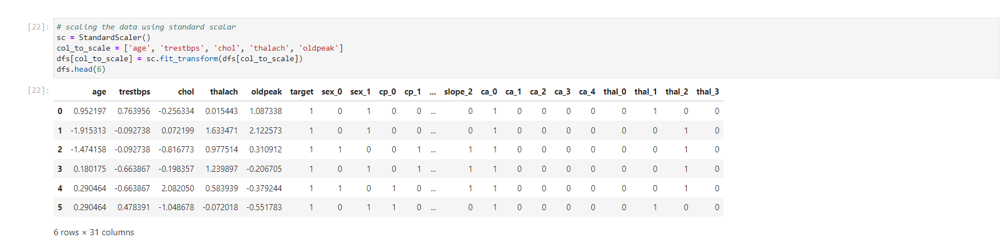 [22]: # scaling the data using standard scalar
sc = StandardScaler()
col_to_scale = ['age', 'trestbps', 'chol', 'thalach', 'oldpeak']
dfs[col_to_scale] = sc.fit_transform(dfs[col_to_scale])
dfs.head(6)
[22]: age trestbps chol thalach oldpeak target sex_0 sex_1 cp_0 cp_1 ... slope_2 ca_0 ca_1 ca_2 ca_3 ca_4 thal_0 thal_1 thal_2 thal_3
0 0.952197 0.763956 -0.256334 0.015443 1.087338 1 0 1 0 0 ... 0 1 0 0 0 0 0 1 0 0
1 -1.915313 -0.092738 0.072199 1.633471 2.122573 1 0 1 0 0 ... 0 1 0 0 0 0 0 0 1 0
2 -1.474158 -0.092738 -0.816773 0.977514 0.310912 1 1 0 0 1 ... 1 1 0 0 0 0 0 0 1 0
3 0.180175 -0.663867 -0.198357 1.239897 -0.206705 1 0 1 0 1 ... 1 1 0 0 0 0 0 0 1 0
4 0.290464 -0.663867 2.082050 0.583939 -0.379244 1 1 0 1 0 ... 1 1 0 0 0 0 0 0 1 0
5 0.290464 0.478391 -1.048678 -0.072018 -0.551783 1 0 1 1 0 ... 0 1 0 0 0 0 0 1 0 0
6 rows × 31 columns